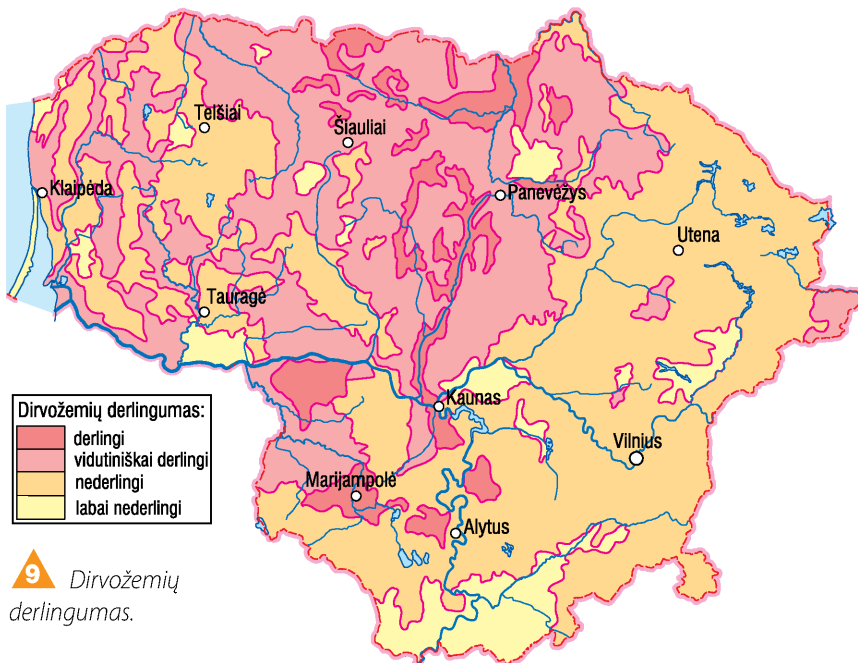 Telšiai
Šiauliai
Klaipėda
Panevėžys
Utena
Tauragė
Kaunas
Vilnius
Marijampolė
Alytus
Dirvožemių derlingumas:
derlingi
vidutiniškai derlingi
nederlingi
labai nederlingi
9 Dirvožemių
derlingumas.